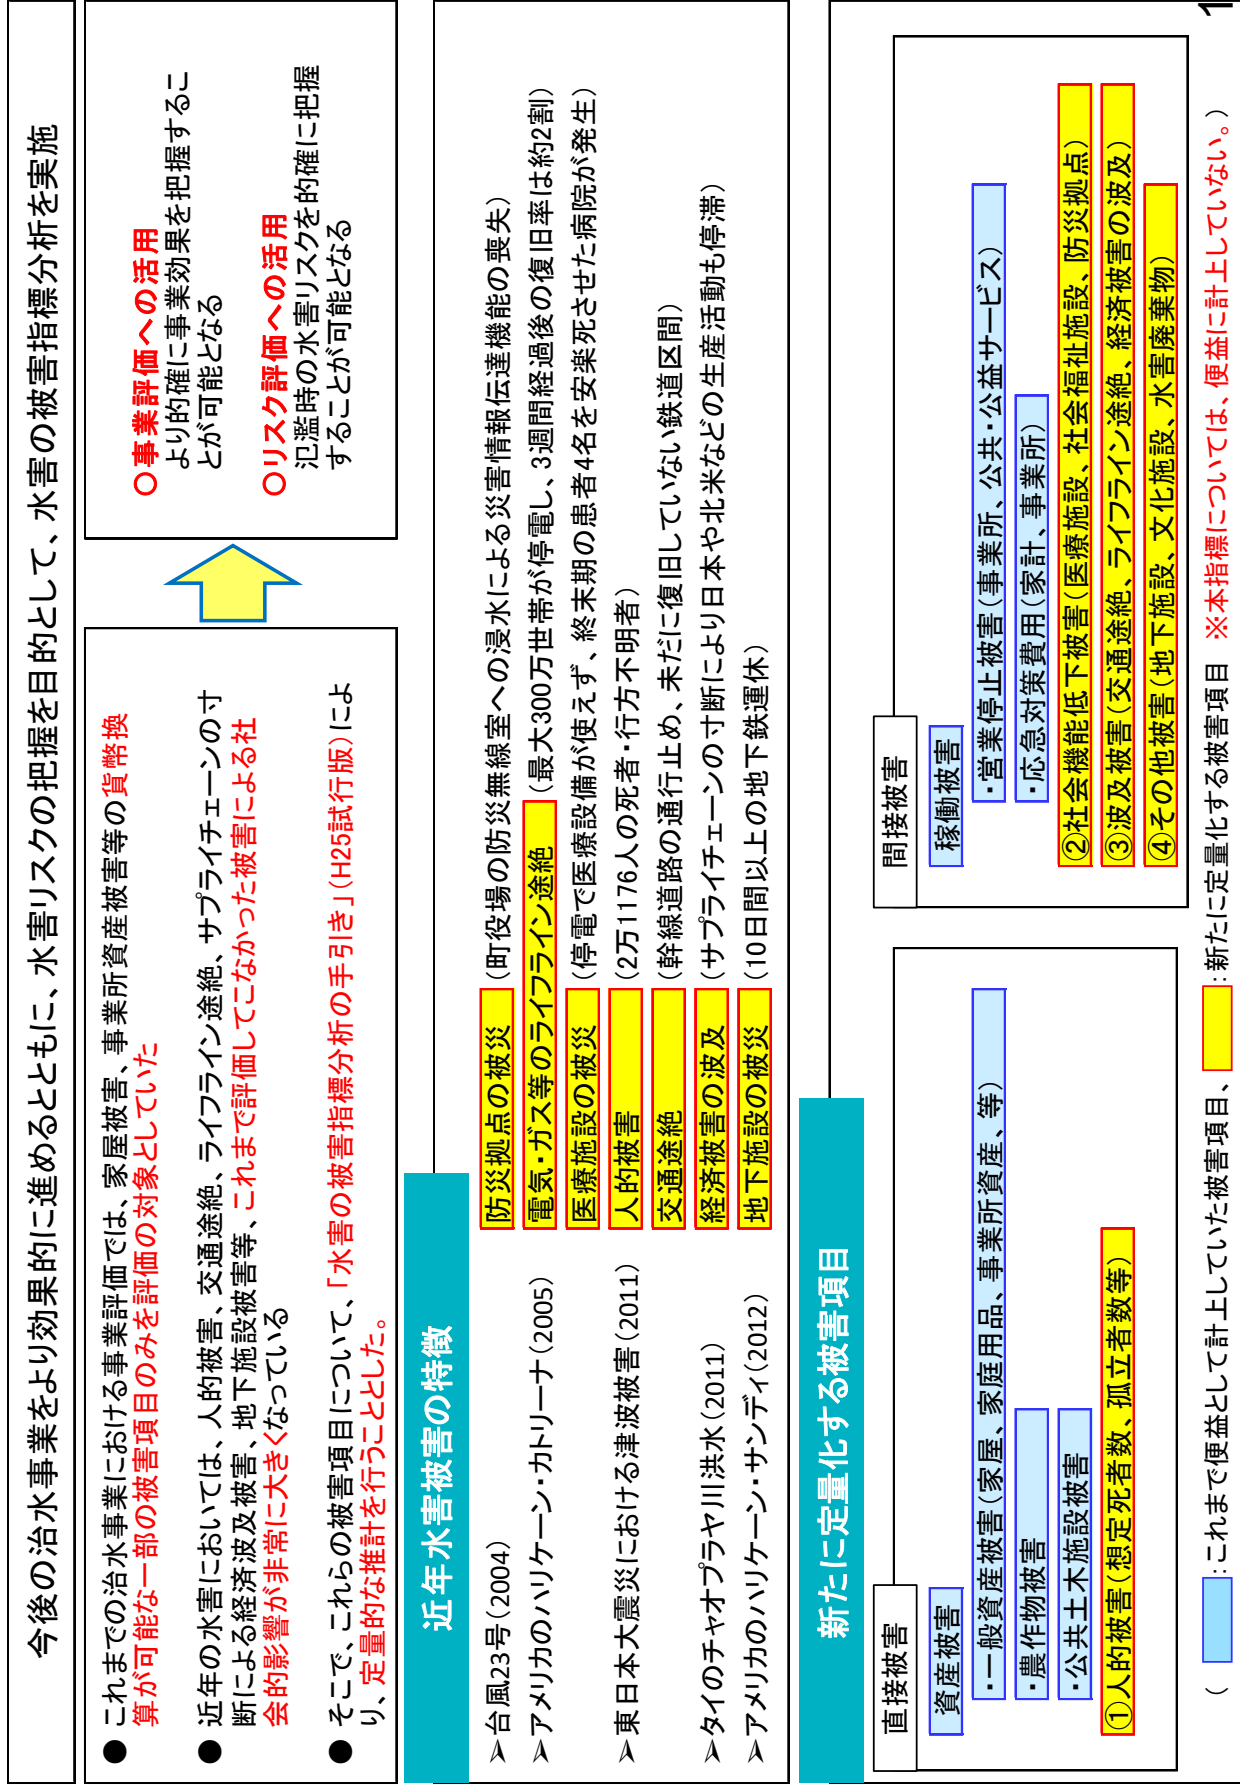 今後の治水事業をより効果的に進めるとともに、水害リスクの把握を目的として、水害の被害指標分析を実施
● これまでの治水事業における事業評価では、家屋被害、事業所資産被害等の貨幣換
算が可能な一部の被害項目のみを評価の対象としていた
● 近年の水害においては、人的被害、交通途絶、ライフライン途絶、サプライチェーンの寸
断による経済波及被害、地下施設被害等、これまで評価してこなかった被害による社
会的影響が非常に大きくなっている
● そこで、これらの被害項目について、「水害の被害指標分析の手引き」（H25試行版）によ
り、定量的な推計を行うこととした。
○事業評価への活用
より的確に事業効果を把握するこ
とが可能となる
○リスク評価への活用
氾濫時の水害リスクを的確に把握
することが可能となる
近年水害被害の特徴
➢台風23号（2004） 防災拠点の被災（町役場の防災無線室への浸水による災害情報伝達機能の喪失）
➢アメリカのハリケーン・カトリーナ（2005） 電気・ガス等のライフライン途絶（最大300万世帯が停電し、3週間経過後の復旧率は約2割）
医療施設の被災（停電で医療設備が使えず、終末期の患者4名を安楽死させた病院が発生）
➢東日本大震災における津波被害（2011） 人的被害（2万1176人の死者・行方不明者）
交通途絶（幹線道路の通行止め、未だに復旧していない鉄道区間）
➢タイのチャオプラヤ川洪水（2011） 経済被害の波及（サプライチェーンの寸断により日本や北米などの生産活動も停滞）
➢アメリカのハリケーン・サンディ（2012） 地下施設の被災（10日間以上の地下鉄運休）
新たに定量化する被害項目
直接被害
資産被害
・一般資産被害（家屋、家庭用品、事業所資産、等）
・農作物被害
・公共土木施設被害
①人的被害（想定死者数、孤立者数等）
間接被害
稼働被害
・営業停止被害（事業所、公共・公益サービス）
・応急対策費用（家計、事業所）
②社会機能低下被害（医療施設、社会福祉施設、防災拠点）
③波及被害（交通途絶、ライフライン途絶、経済被害の波及）
④その他被害（地下施設、文化施設、水害廃棄物）
（ ：これまで便益として計上していた被害項目、 ：新たに定量化する被害項目 ※本指標については、便益に計上していない。）
1